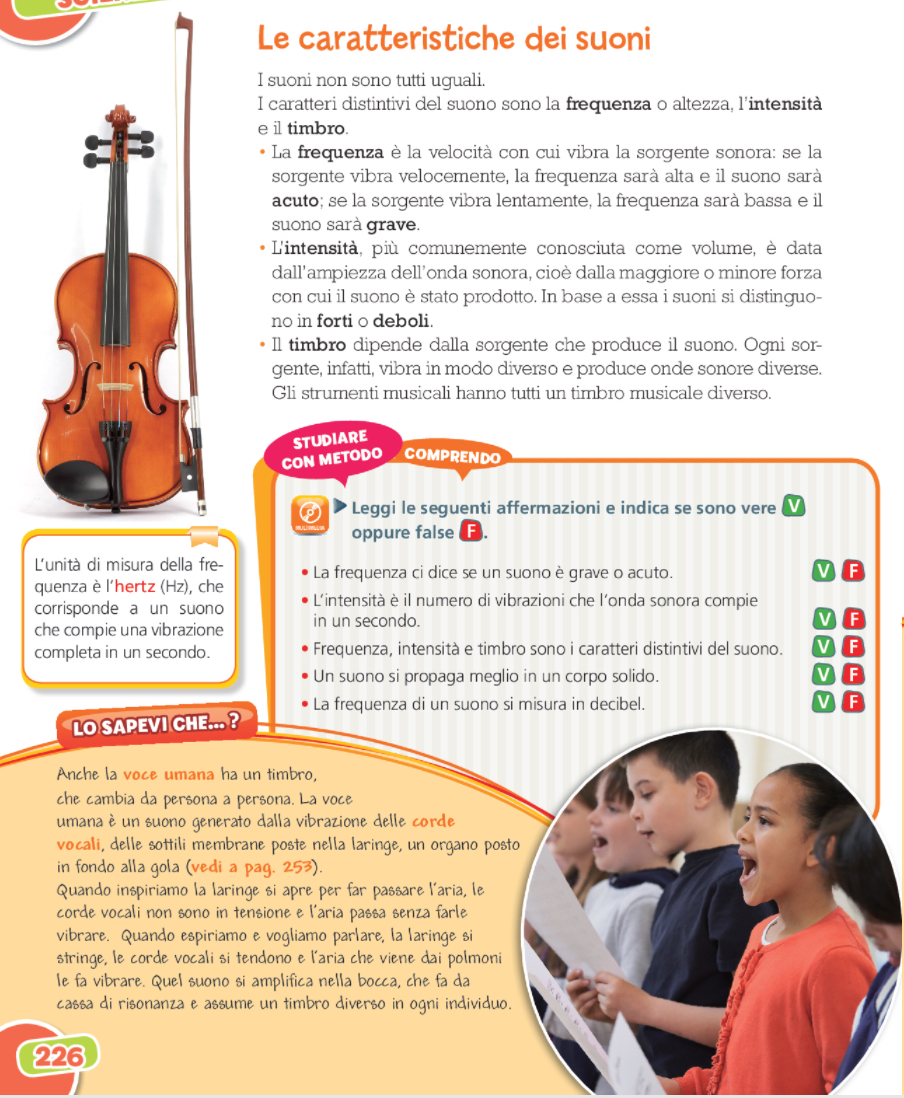 Le caratteristiche dei suoni
I suoni non sono tutti uguali.
I caratteri distintivi del suono sono la frequenza o altezza, l'intensità
e il timbro.
• La frequenza è la velocità con cui vibra la sorgente sonora: se la
sorgente vibra velocemente, la frequenza sarà alta e il suono sarà
acuto; se la sorgente vibra lentamente, la frequenza sarà bassa e il
suono sarà grave.
• L'intensità, più comunemente conosciuta come volume, è data
dall'ampiezza dell'onda sonora, cioè dalla maggiore o minore forza
con cui il suono è stato prodotto. In base a essa i suoni si distinguo-
no in forti o deboli.
• Il timbro dipende dalla sorgente che produce il suono. Ogni sor-
gente, infatti, vibra in modo diverso e produce onde sonore diverse.
Gli strumenti musicali hanno tutti un timbro musicale diverso.
L'unità di misura della fre-
quenza è l'hertz (Hz), che
corrisponde a un suono
che compie una vibrazione
completa in un secondo.
STUDIARE
CON METODO
COMPRENDO
Leggi le seguenti affermazioni e indica se sono vere V
oppure false F.
• La frequenza ci dice se un suono è grave o acuto. V F
• L'intensità è il numero di vibrazioni che l'onda sonora compie
in un secondo. V F
• Frequenza, intensità e timbro sono i caratteri distintivi del suono. V F
• Un suono si propaga meglio in un corpo solido. V F
• La frequenza di un suono si misura in decibel. V F
LO SAPEVI CHE... ?
Anche la voce umana ha un timbro,
che cambia da persona a persona. La voce
umana è un suono generato dalla vibrazione delle corde
vocali, delle sottili membrane poste nella laringe, un organo posto
in fondo alla gola (vedi a pag. 253).
Quando inspiriamo la laringe si apre per far passare l'aria, le
corde vocali non sono in tensione e l'aria passa senza farle
vibrare. Quando espiriamo e vogliamo parlare, la laringe si
stringe, le corde vocali si tendono e l'aria che viene dai polmoni
le fa vibrare. Quel suono si amplifica nella bocca, che fa da
cassa di risonanza e assume un timbro diverso in ogni individuo.
226